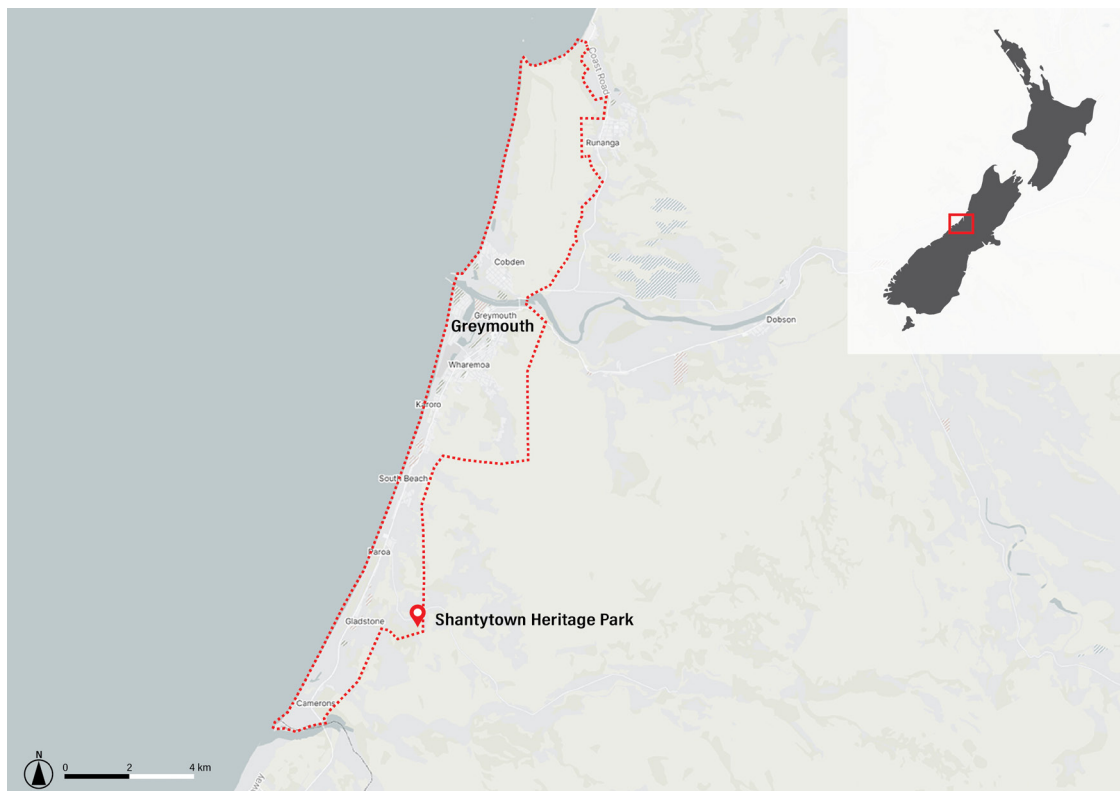 Coast Road
Runanga
Cobden
Greymouth
Greymouth
Dobson
Wharemoa
Karoro
South Beach
Paroa
Shantytown Heritage Park
Gladstone
Camerons
N
0 2 4 km